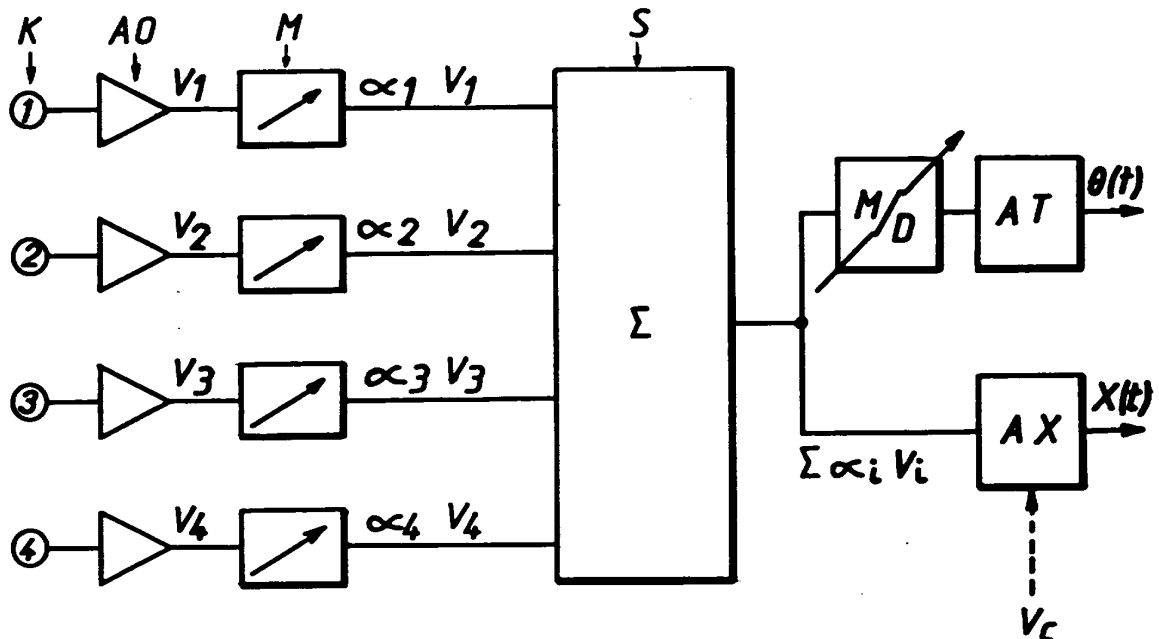 K AO M S
1 V1 ∝1 V1
2 V2 ∝2 V2
3 V3 ∝3 V3
4 V4 ∝4 V4
Σ
M/D AT θ(t)
AX X(t)
Σ∝i Vi
Vc